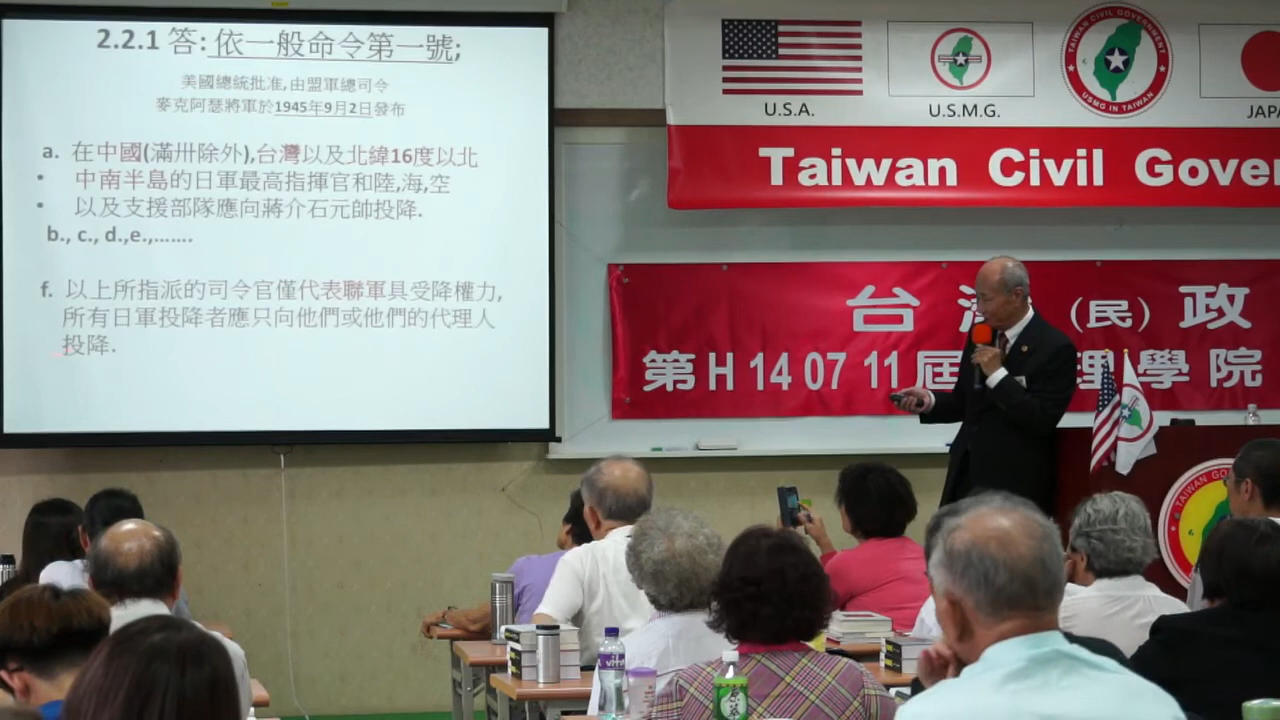 2.2.1 答: 依一般命令第一號;
美國總統批准,由盟軍總司令
麥克阿瑟將軍於1945年9月2日發布
a. 在中國(滿卅除外),台灣以及北緯16度以北
• 中南半島的日軍最高指揮官和陸,海,空
• 以及支援部隊應向蔣介石元帥投降.
b., c., d.,e.,.......
f. 以上所指派的司令官僅代表聯軍具受降權力,
所有日軍投降者應只向他們或他們的代理人
投降.
TAIWAN CIVIL GOVERNMENT
USMG IN TAIWAN
U.S.A.
U.S.M.G.
JAPA
Taiwan Civil Gover
台 灣 (民) 政
第H 14 07 11屆 理學院
TAIWAN GO